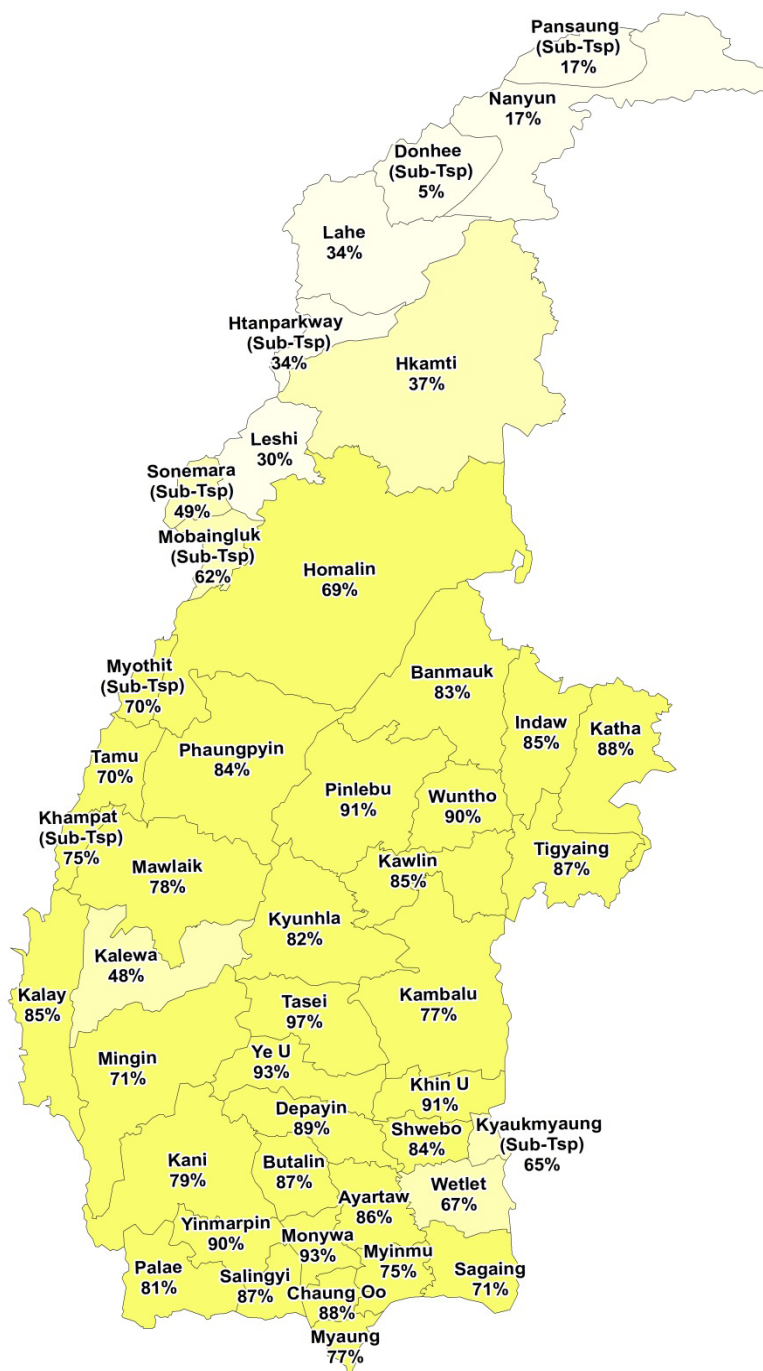 Pansaung
(Sub-Tsp)
17%
Nanyun
17%
Donhee
(Sub-Tsp)
5%
Lahe
34%
Htanparkway
(Sub-Tsp)
34%
Hkamti
37%
Leshi
30%
Sonemara
(Sub-Tsp)
49%
Mobaingluk
(Sub-Tsp)
62%
Homalin
69%
Myothit
(Sub-Tsp)
70%
Banmauk
83%
Indaw
85%
Katha
88%
Tamu
70%
Phaungpyin
84%
Pinlebu
91%
Wuntho
90%
Khampat
(Sub-Tsp)
75%
Mawlaik
78%
Kawlin
85%
Tigyaing
87%
Kyunhla
82%
Kalewa
48%
Kalay
85%
Tasei
97%
Kambalu
77%
Mingin
71%
Ye U
93%
Khin U
91%
Depayin
89%
Shwebo
84%
Kyaukmyaung
(Sub-Tsp)
65%
Kani
79%
Butalin
87%
Ayartaw
86%
Wetlet
67%
Yinmarpin
90%
Monywa
93%
Myinmu
75%
Palae
81%
Salingyi
87%
Chaung Oo
88%
Sagaing
71%
Myaung
77%